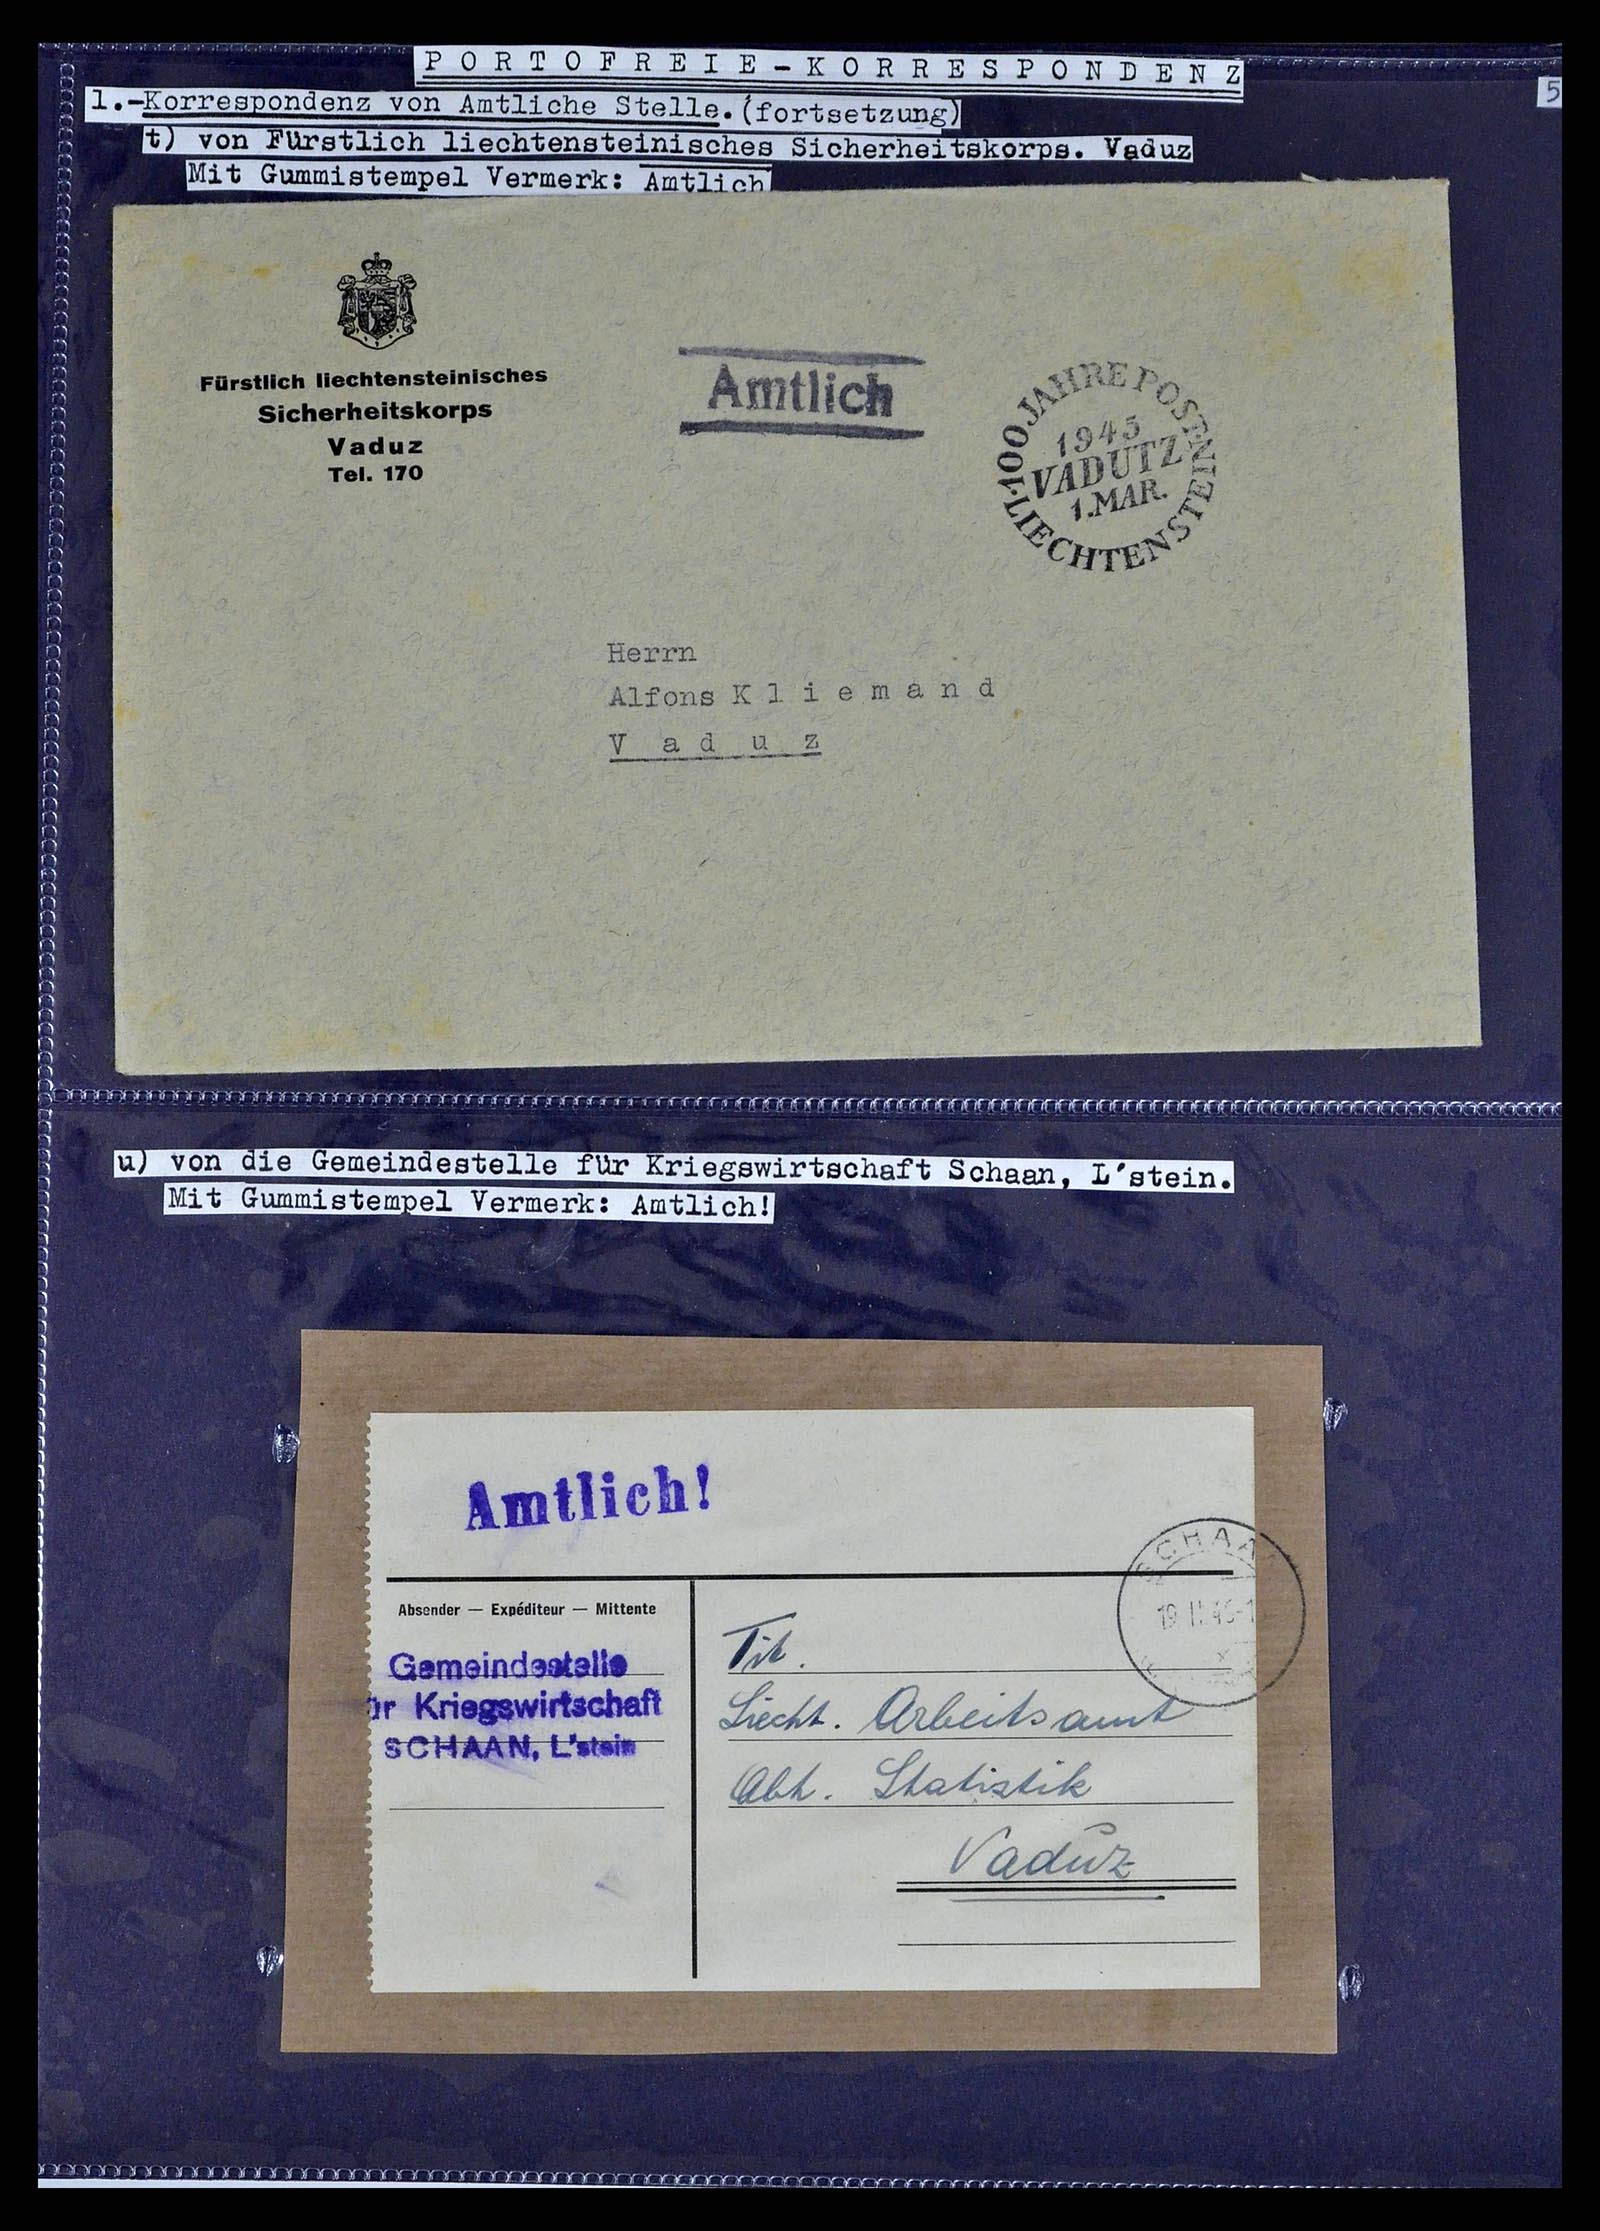 PORTOFREIE-KORRESPONDENZ
5
1.-Korrespondenz von Amtliche Stelle.(fortsetzung)
t) von Fürstlich liechtensteinisches Sicherheitskorps. Vaduz
Mit Gummistempel Vermerk: Amtlich
Fürstlich liechtensteinisches
Sicherheitskorps
Vaduz
Tel. 170
Amtlich
100 JAHRE POST IN LIECHTENSTEIN
1945
VADUTZ
1.MAR.
Herrn
Alfons Kliemand
Vaduz
u) von die Gemeindestelle für Kriegswirtschaft Schaan, L'stein.
Mit Gummistempel Vermerk: Amtlich!
Amtlich!
SCHAA
Absender — Expéditeur — Mittente
Gemeindestelle
ür Kriegswirtschaft
SCHAAN, L'stein
Tit.
Liecht. Arbeitsamt
Abt. Statistik
Vaduz